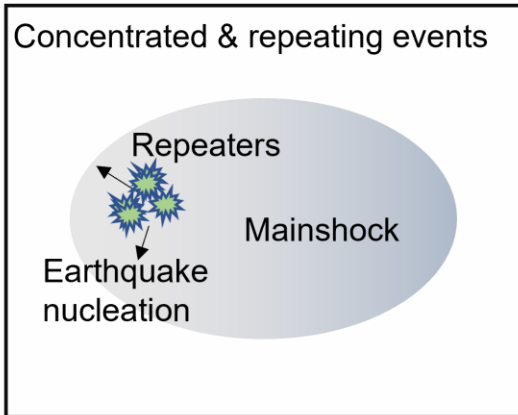 Concentrated & repeating events
Repeaters
Mainshock
Earthquake
nucleation